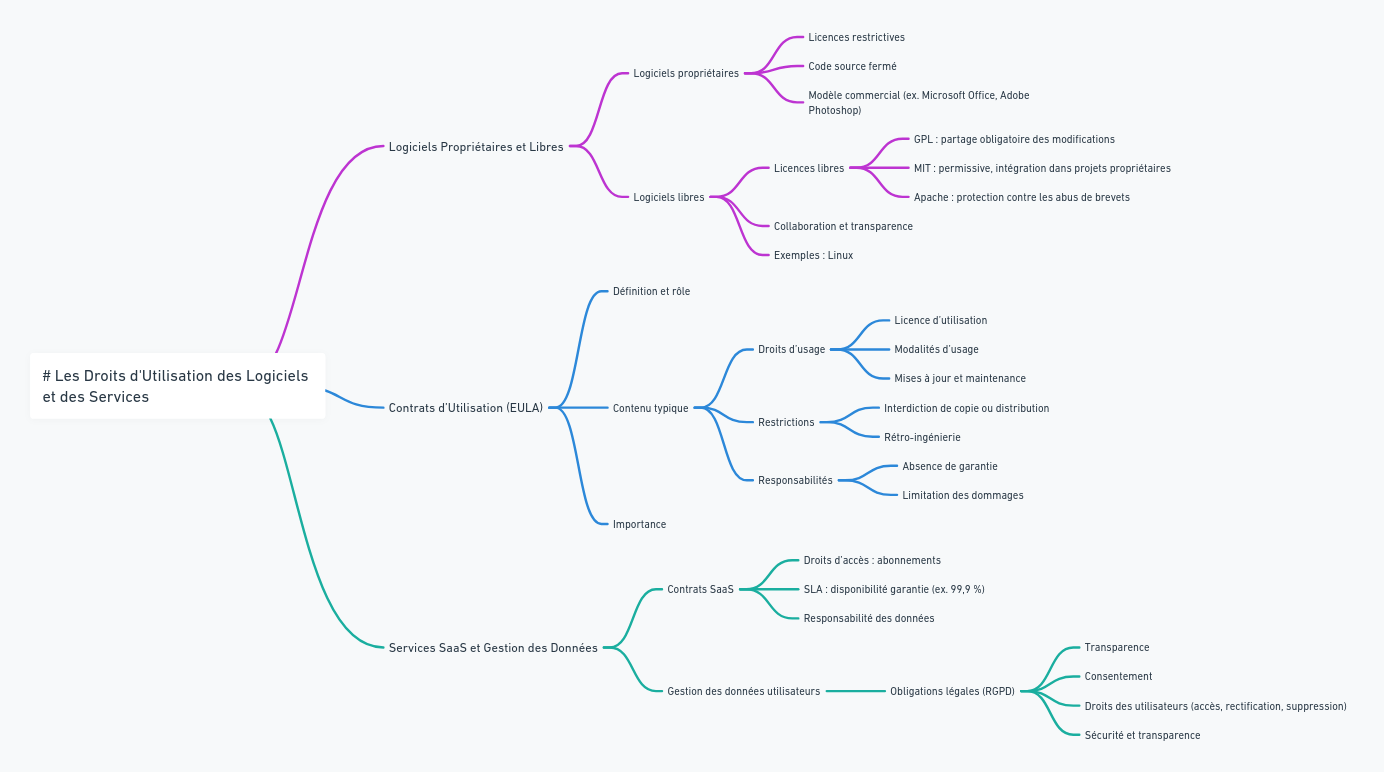 # Les Droits d'Utilisation des Logiciels
et des Services
Logiciels Propriétaires et Libres
Logiciels propriétaires
Licences restrictives
Code source fermé
Modèle commercial (ex. Microsoft Office, Adobe
Photoshop)
Logiciels libres
Licences libres
GPL : partage obligatoire des modifications
MIT : permissive, intégration dans projets propriétaires
Apache : protection contre les abus de brevets
Collaboration et transparence
Exemples : Linux
Contrats d'Utilisation (EULA)
Définition et rôle
Contenu typique
Droits d'usage
Licence d'utilisation
Modalités d'usage
Mises à jour et maintenance
Restrictions
Interdiction de copie ou distribution
Rétro-ingénierie
Responsabilités
Absence de garantie
Limitation des dommages
Importance
Services SaaS et Gestion des Données
Contrats SaaS
Droits d'accès : abonnements
SLA : disponibilité garantie (ex. 99,9 %)
Responsabilité des données
Gestion des données utilisateurs
Obligations légales (RGPD)
Transparence
Consentement
Droits des utilisateurs (accès, rectification, suppression)
Sécurité et transparence